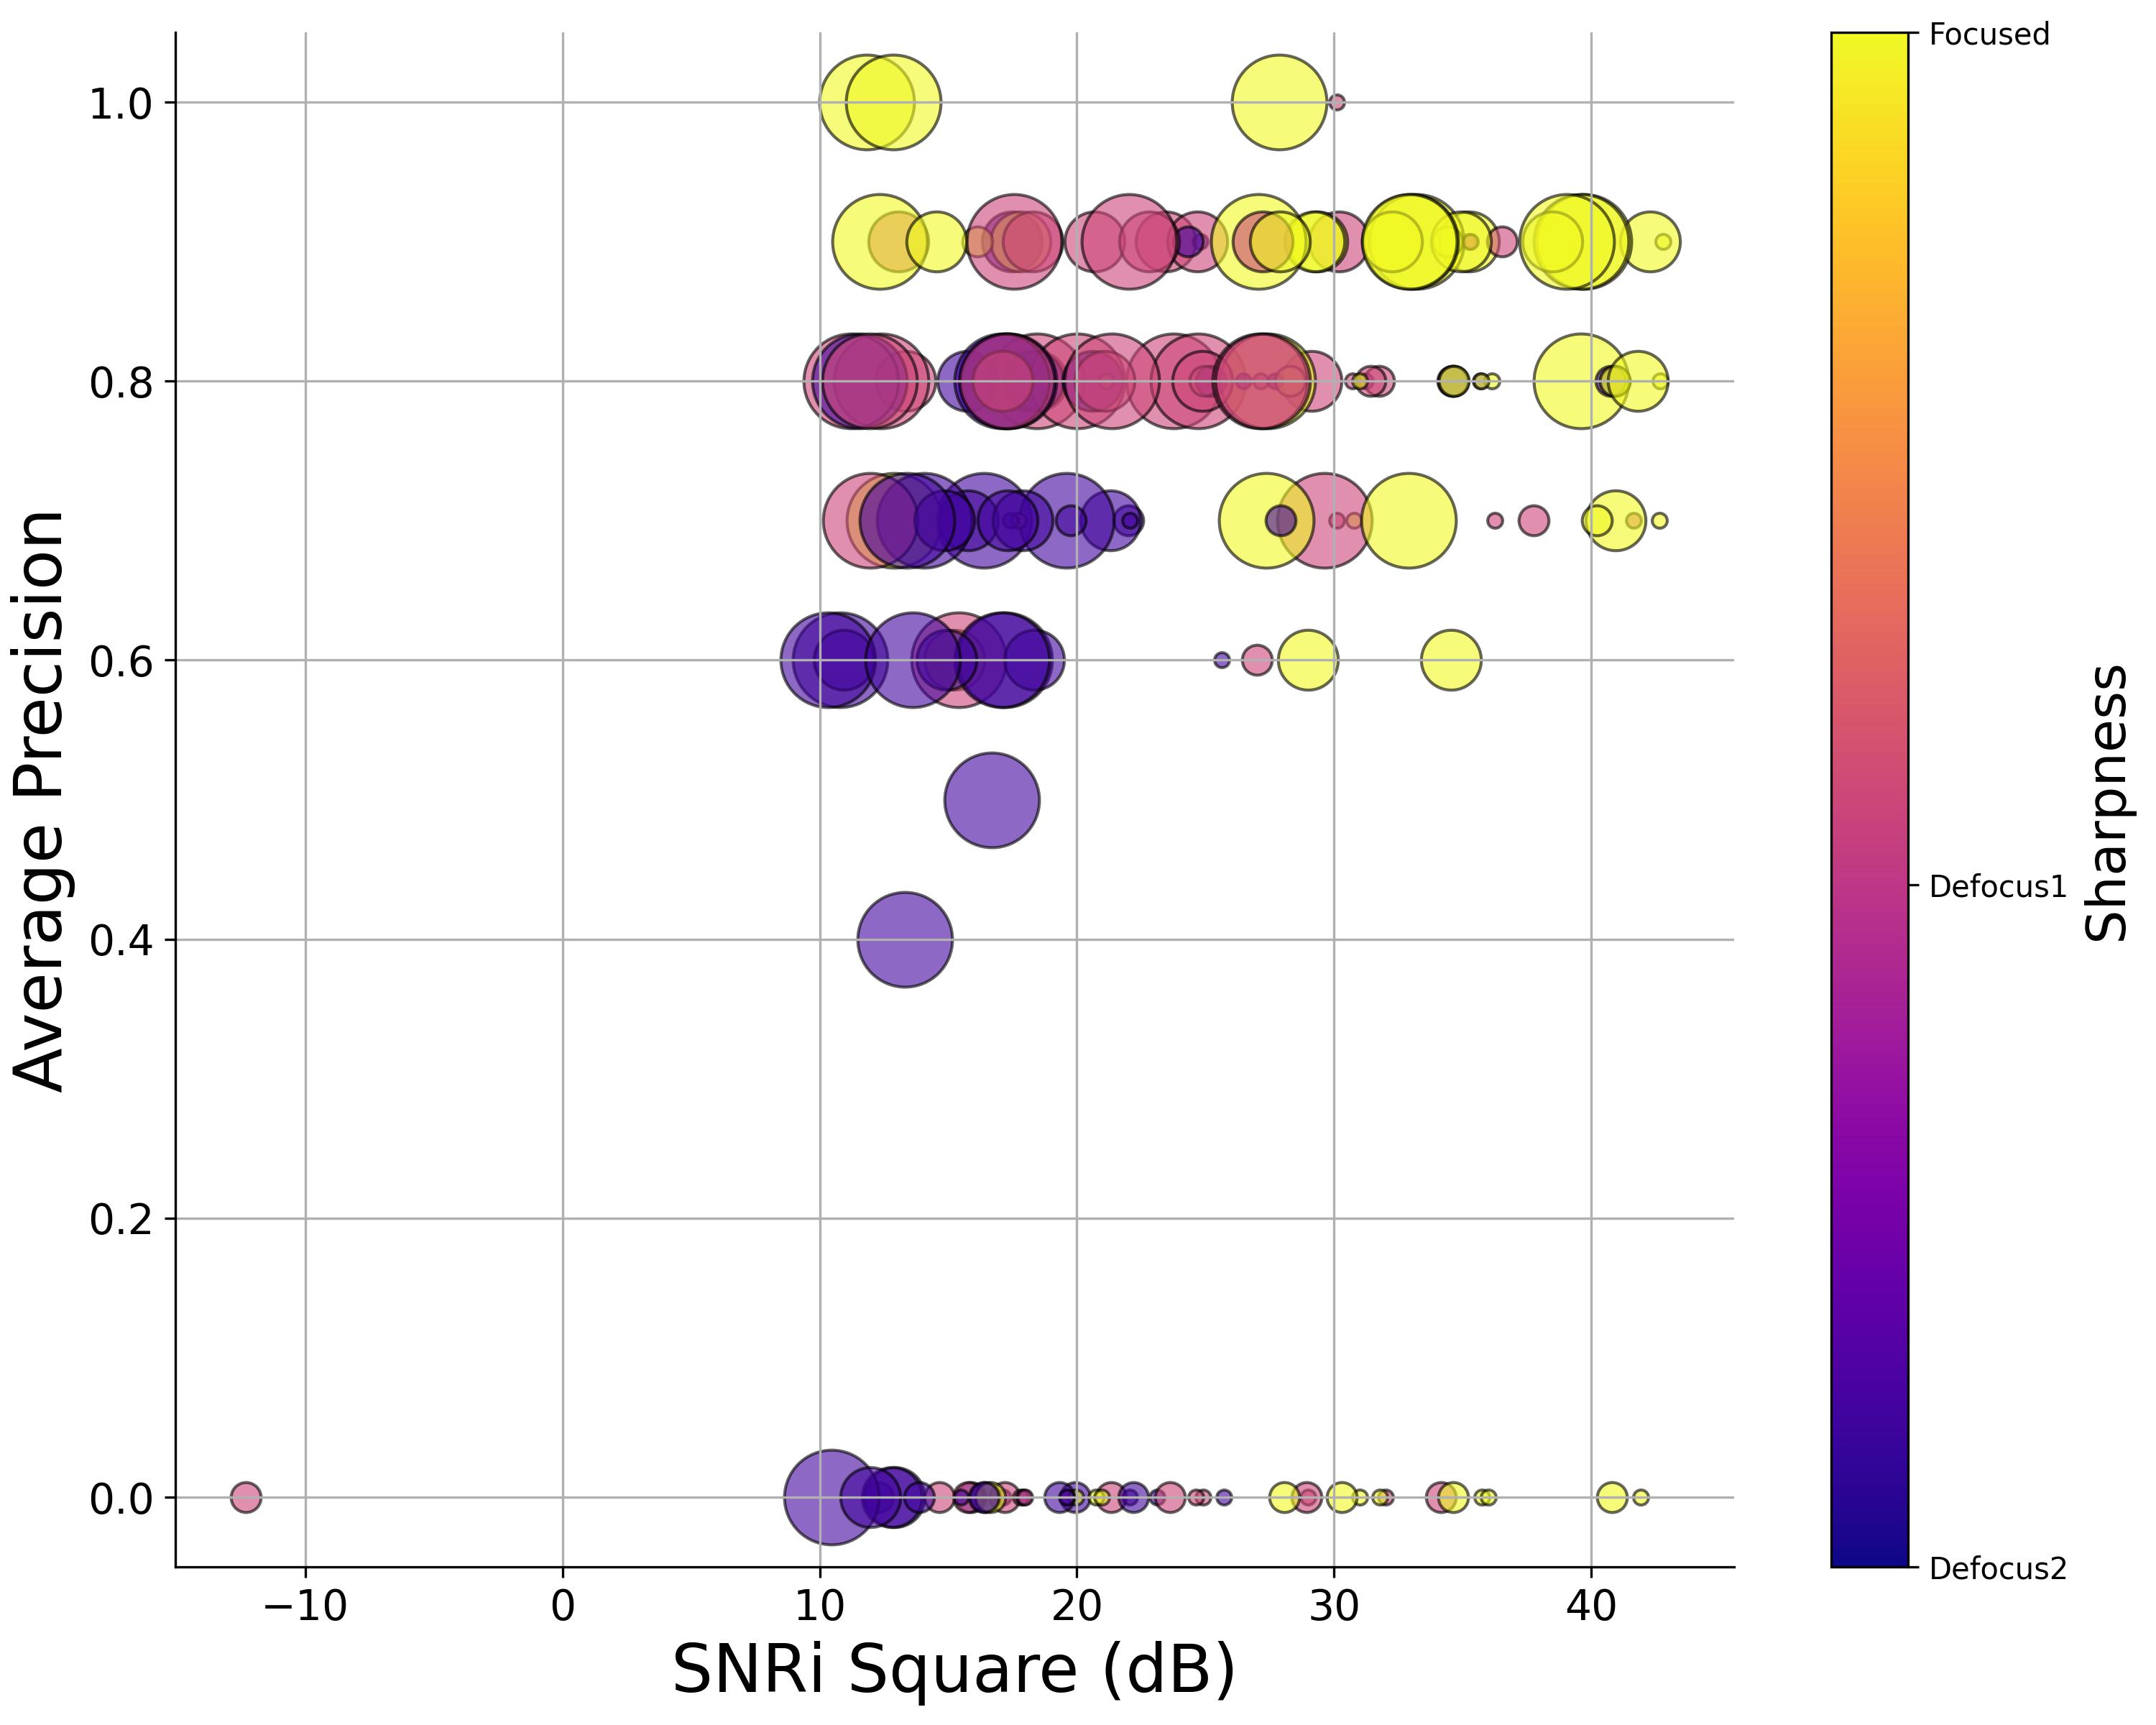 Average Precision
1.0
0.8
0.6
0.4
0.2
0.0
−10
0
10
20
30
40
SNRi Square (dB)
Focused
Defocus1
Defocus2
Sharpness